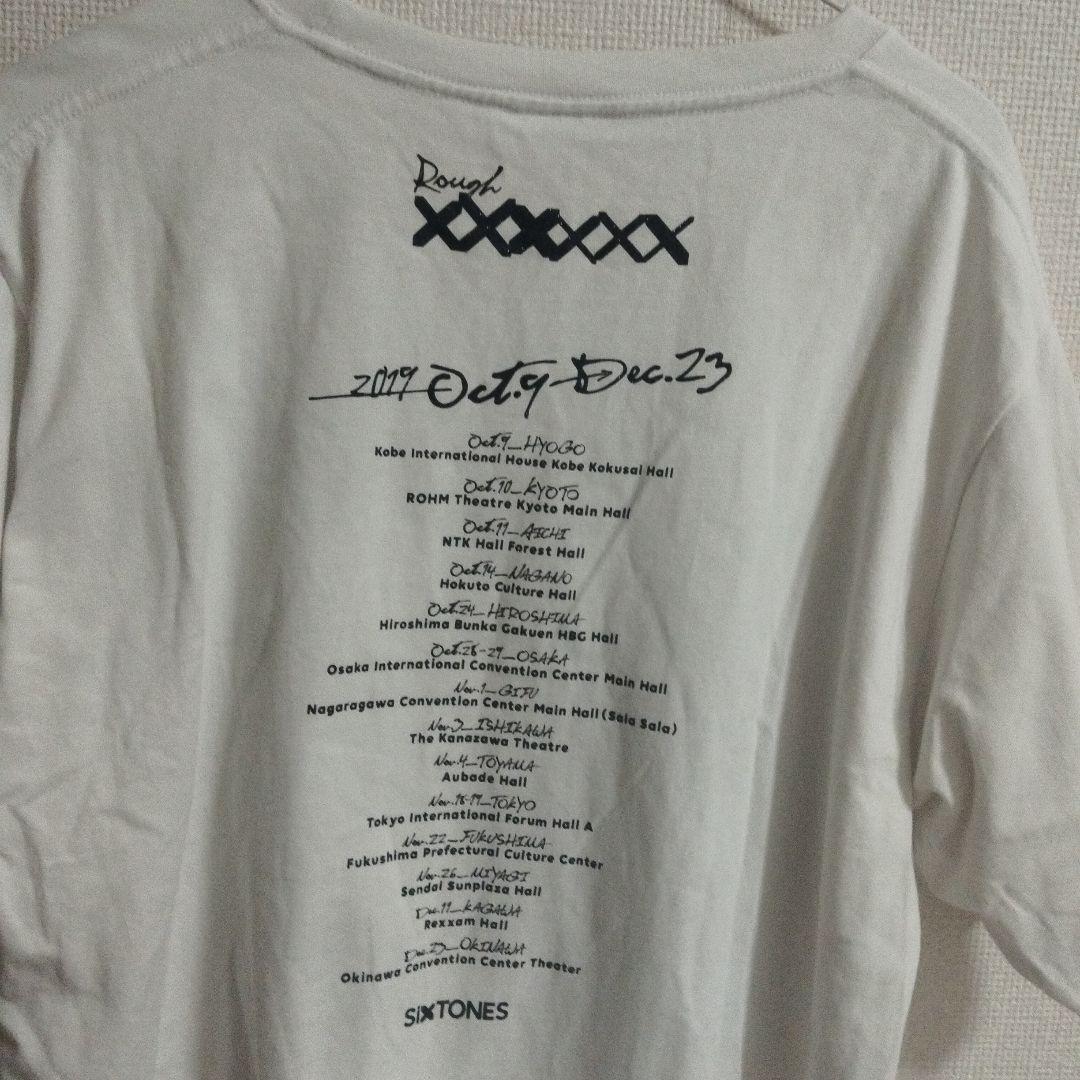 Rough
XXXXXX
2019 Oct.9-Dec.23
Oct.9_HYOGO
Kobe International House Kobe Kokusai Hall
Oct.10_KYOTO
ROHM Theatre Kyoto Main Hall
Oct.11_AICHI
NTK Hall Forest Hall
Oct.14_NAGANO
Hokuto Culture Hall
Oct.24_HIROSHIMA
Hiroshima Bunka Gakuen HBG Hall
Oct.28-29_OSAKA
Osaka International Convention Center Main Hall
Nov.1_GIFU
Nagaragawa Convention Center Main Hall (Sala Sala)
Nov.3_ISHIKAWA
The Kanazawa Theatre
Nov.4_TOYAMA
Aubade Hall
Nov.18-19_TOKYO
Tokyo International Forum Hall A
Nov.22_FUKUSHIMA
Fukushima Prefectural Culture Center
Nov.26_MIYAGI
Sendai Sunplaza Hall
Dec.11_KAGAWA
Rexxam Hall
Dec.23_OKINAWA
Okinawa Convention Center Theater
SixTONES